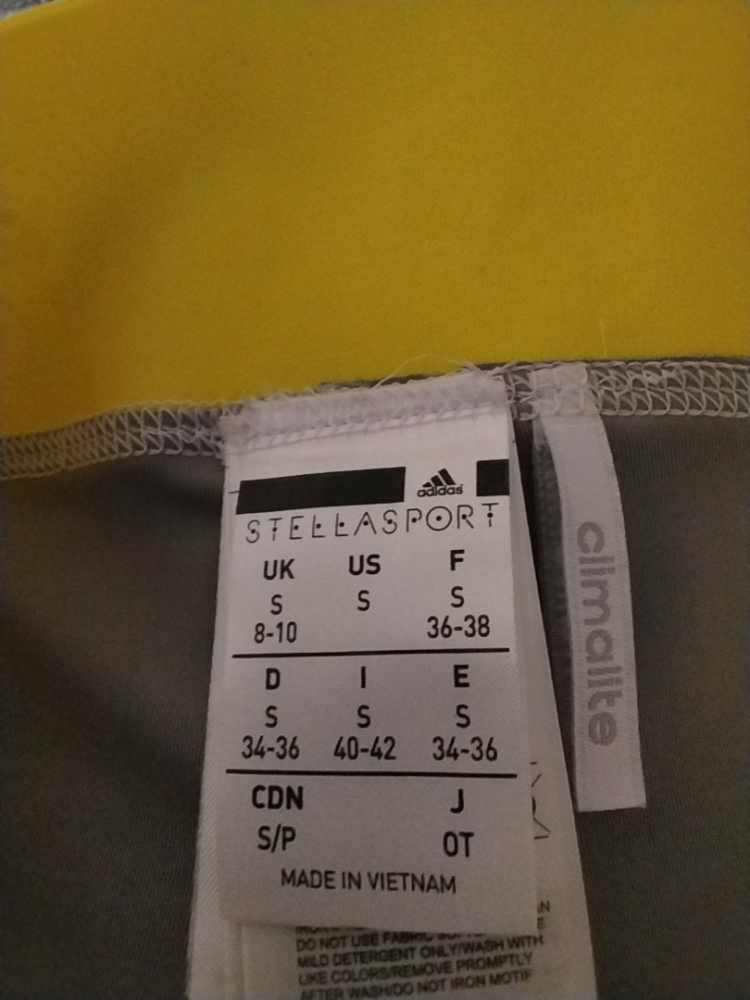 adidas
STELLASPORT
UK US F
S S S
8-10 36-38
D I E
S S S
34-36 40-42 34-36
CDN J
S/P OT
MADE IN VIETNAM
climalite
DO NOT USE FABRIC
MILD DETERGENT ONLY/WASH WITH
LIKE COLORS/REMOVE PROMPTLY
AFTER WASH/DO NOT IRON MOTIF